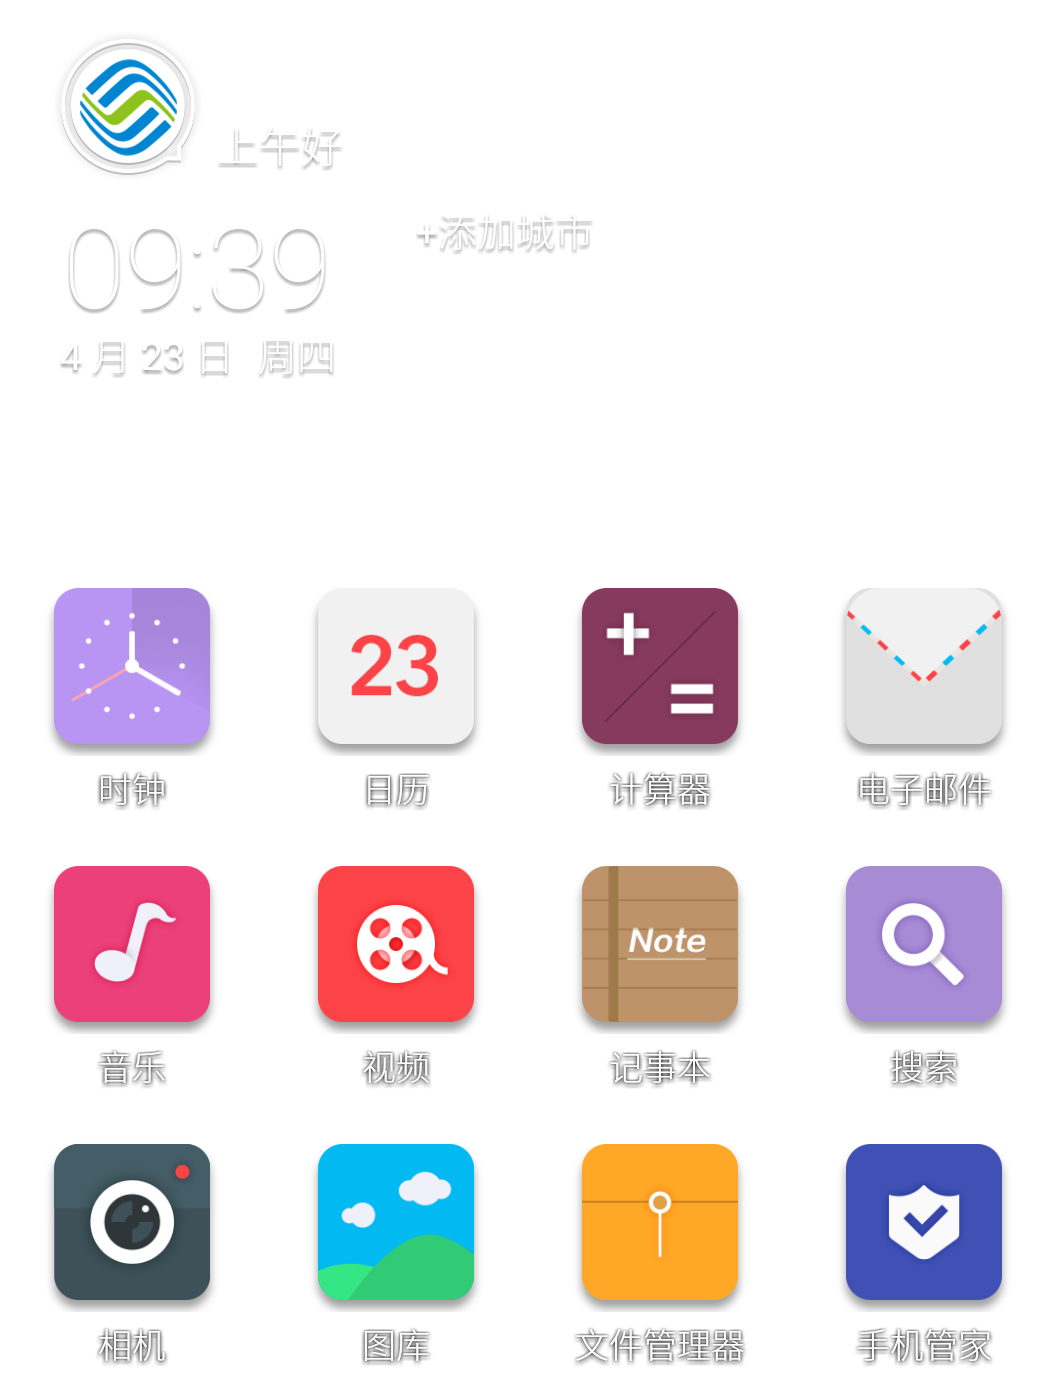 上午好
+添加城市
09:39
4 月 23 日 周四
23
时钟 日历 计算器 电子邮件
Note
音乐 视频 记事本 搜索
相机 图库 文件管理器 手机管家